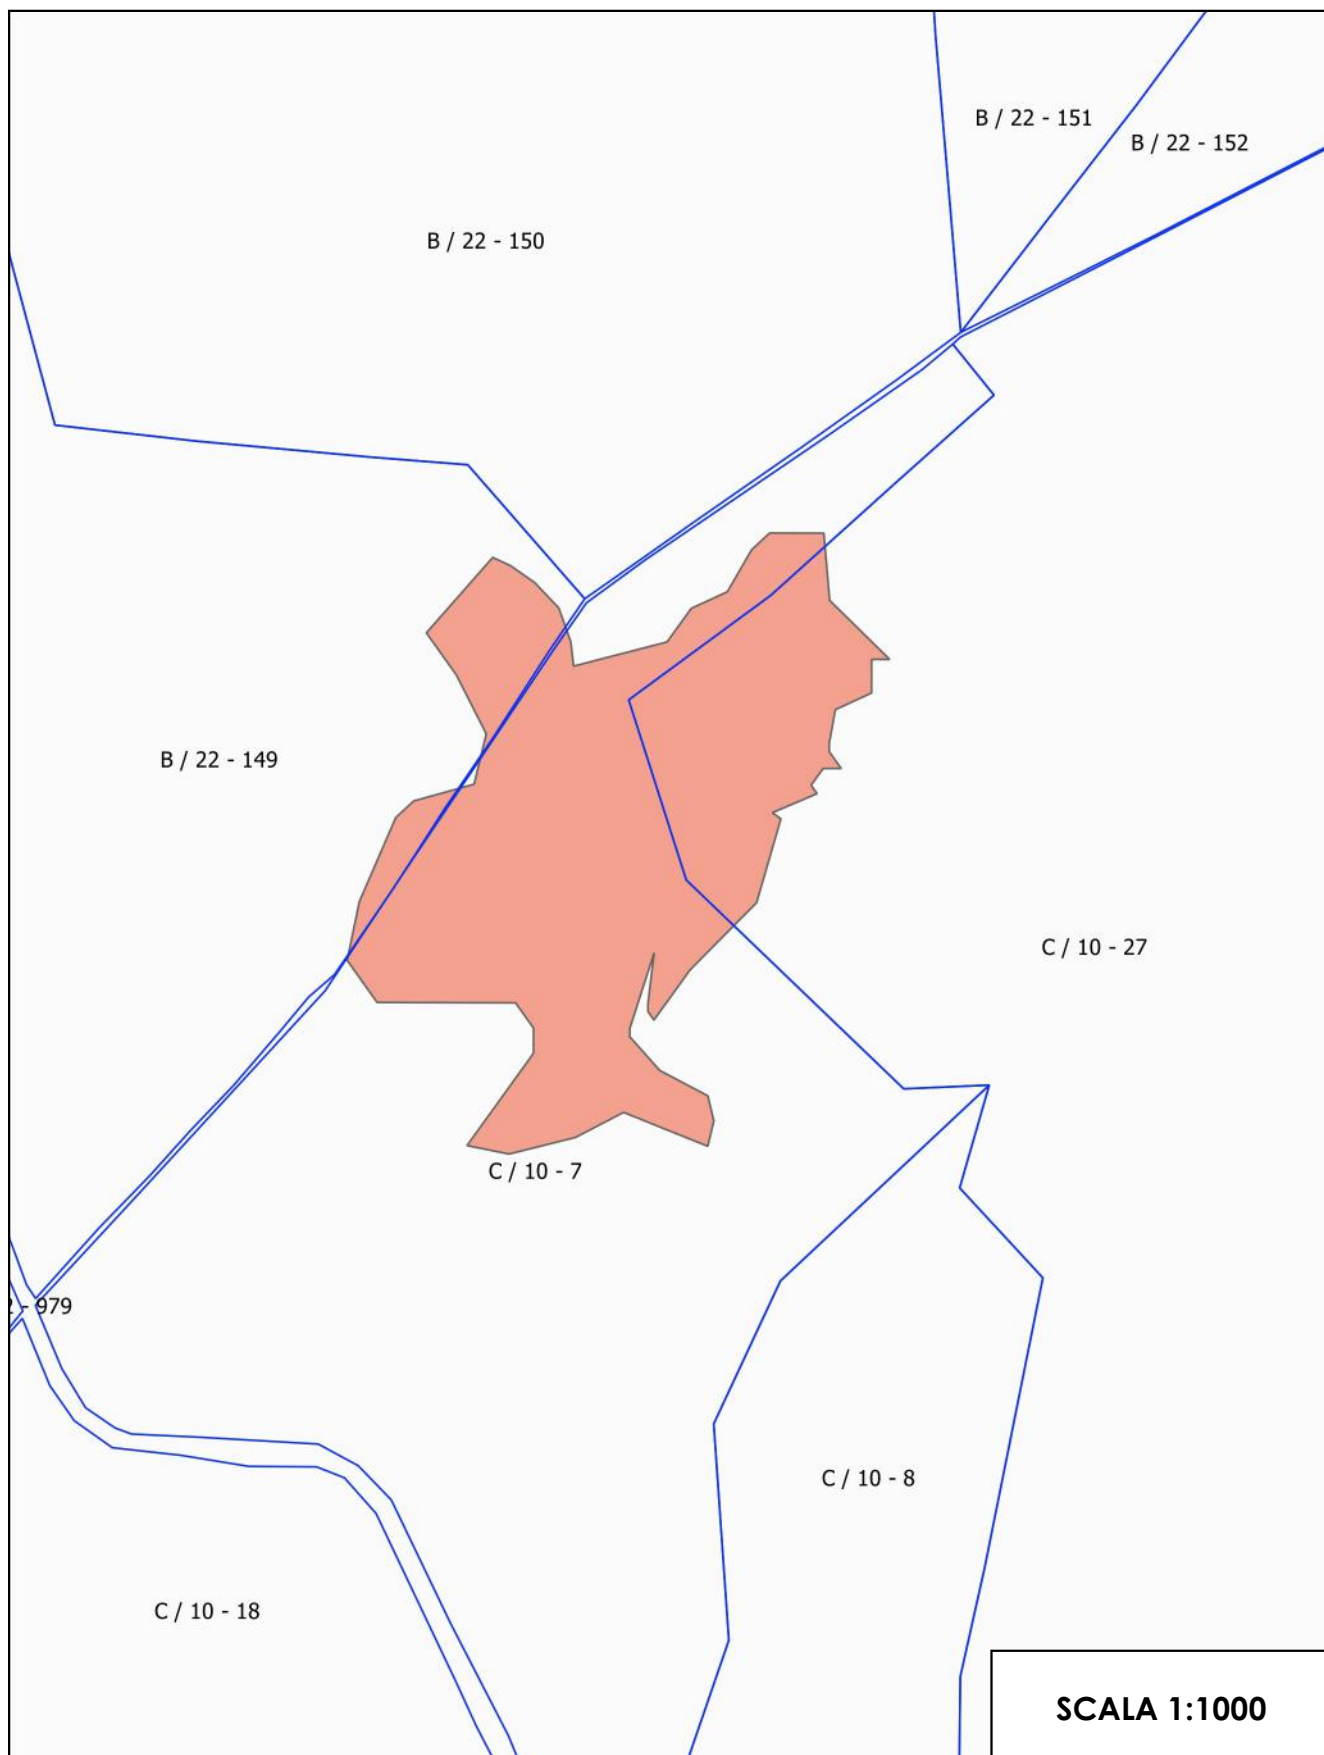 B / 22 - 151
B / 22 - 152
B / 22 - 150
B / 22 - 149
C / 10 - 27
C / 10 - 7
- 979
C / 10 - 8
C / 10 - 18
SCALA 1:1000